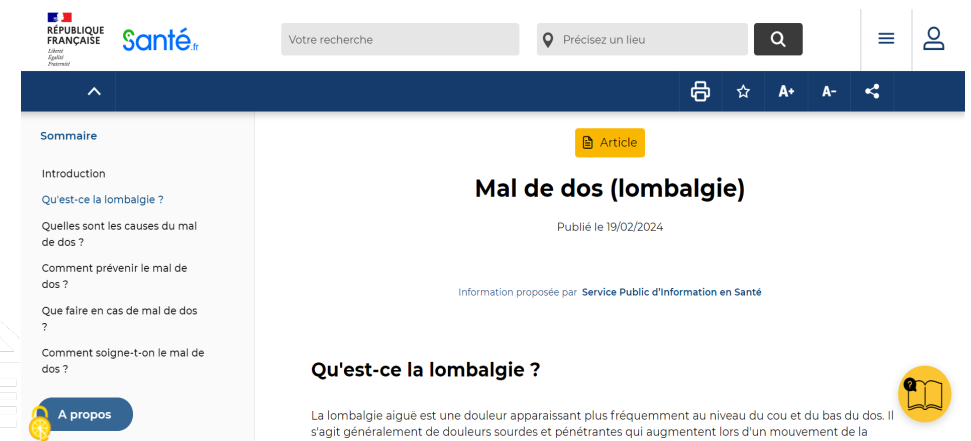 RÉPUBLIQUE
FRANÇAISE
Liberté
Égalité
Fraternité
Santé.fr
Votre recherche
Précisez un lieu
A+
A-
Sommaire
Introduction
Qu'est-ce la lombalgie ?
Quelles sont les causes du mal
de dos ?
Comment prévenir le mal de
dos ?
Que faire en cas de mal de dos
?
Comment soigne-t-on le mal de
dos ?
A propos
Article
Mal de dos (lombalgie)
Publié le 19/02/2024
Information proposée par Service Public d'Information en Santé
Qu'est-ce la lombalgie ?
La lombalgie aiguë est une douleur apparaissant plus fréquemment au niveau du cou et du bas du dos. Il
s'agit généralement de douleurs sourdes et pénétrantes qui augmentent lors d'un mouvement de la
?